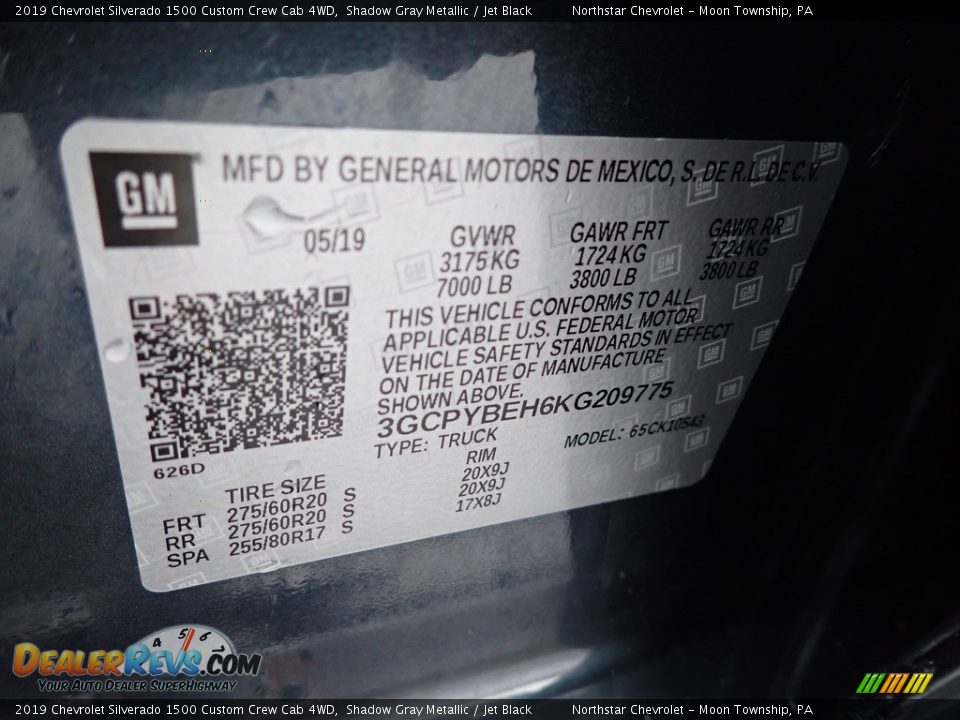 2019 Chevrolet Silverado 1500 Custom Crew Cab 4WD,  Shadow Gray Metallic / Jet Black    Northstar Chevrolet - Moon Township, PA
GM
MFD BY GENERAL MOTORS DE MEXICO, S. DE R.L. DE C.V.
05/19
GVWR GAWR FRT GAWR RR
3175 KG 1724 KG 1724 KG
7000 LB 3800 LB 3800 LB
THIS VEHICLE CONFORMS TO ALL
APPLICABLE U.S. FEDERAL MOTOR
VEHICLE SAFETY STANDARDS IN EFFECT
ON THE DATE OF MANUFACTURE
SHOWN ABOVE.
3GCPYBEH6KG209775
TYPE: TRUCK MODEL: 65CK10543
626D
TIRE SIZE RIM
FRT 275/60R20 S 20X9J
RR 275/60R20 S 20X9J
SPA 255/80R17 S 17X8J
4 5 6
DEALERREVS.COM
YOUR AUTO DEALER SUPERHIGHWAY
2019 Chevrolet Silverado 1500 Custom Crew Cab 4WD,  Shadow Gray Metallic / Jet Black    Northstar Chevrolet - Moon Township, PA